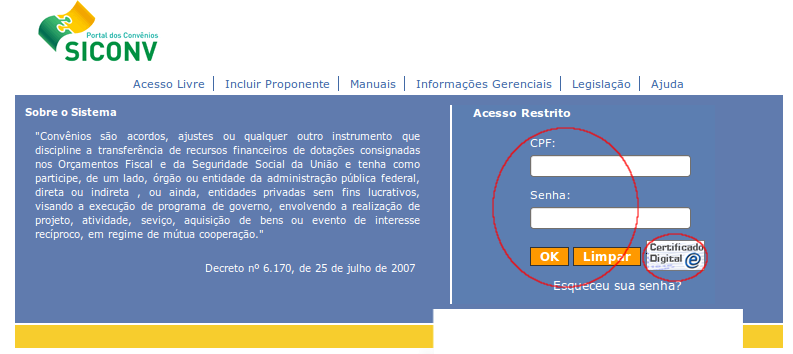 Portal dos Convênios
SICONV
Acesso Livre | Incluir Proponente | Manuais | Informações Gerenciais | Legislação | Ajuda
Sobre o Sistema
"Convênios são acordos, ajustes ou qualquer outro instrumento que
discipline a transferência de recursos financeiros de dotações consignadas
nos Orçamentos Fiscal e da Seguridade Social da União e tenha como
participe, de um lado, órgão ou entidade da administração pública federal,
direta ou indireta , ou ainda, entidades privadas sem fins lucrativos,
visando a execução de programa de governo, envolvendo a realização de
projeto, atividade, seviço, aquisição de bens ou evento de interesse
recíproco, em regime de mútua cooperação."
Decreto nº 6.170, de 25 de julho de 2007
Acesso Restrito
CPF:
Senha:
OK Limpar
Certificado
Digital e
Esqueceu sua senha?